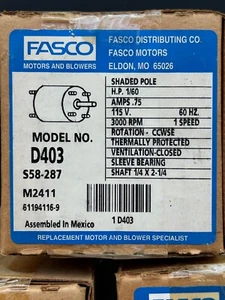 FASCO
MOTORS AND BLOWERS
FASCO DISTRIBUTING CO.
FASCO MOTORS
ELDON, MO 65026
MODEL NO.
D403
S58-287
M2411
61194116-9
Assembled In Mexico
SHADED POLE
H.P. 1/60
AMPS .75
115 V. 60 HZ.
3000 RPM 1 SPEED
ROTATION - CCWSE
THERMALLY PROTECTED
VENTILATION-CLOSED
SLEEVE BEARING
SHAFT 1/4 X 2-1/4
1 D403
REPLACEMENT MOTOR AND BLOWER SPECIALIST